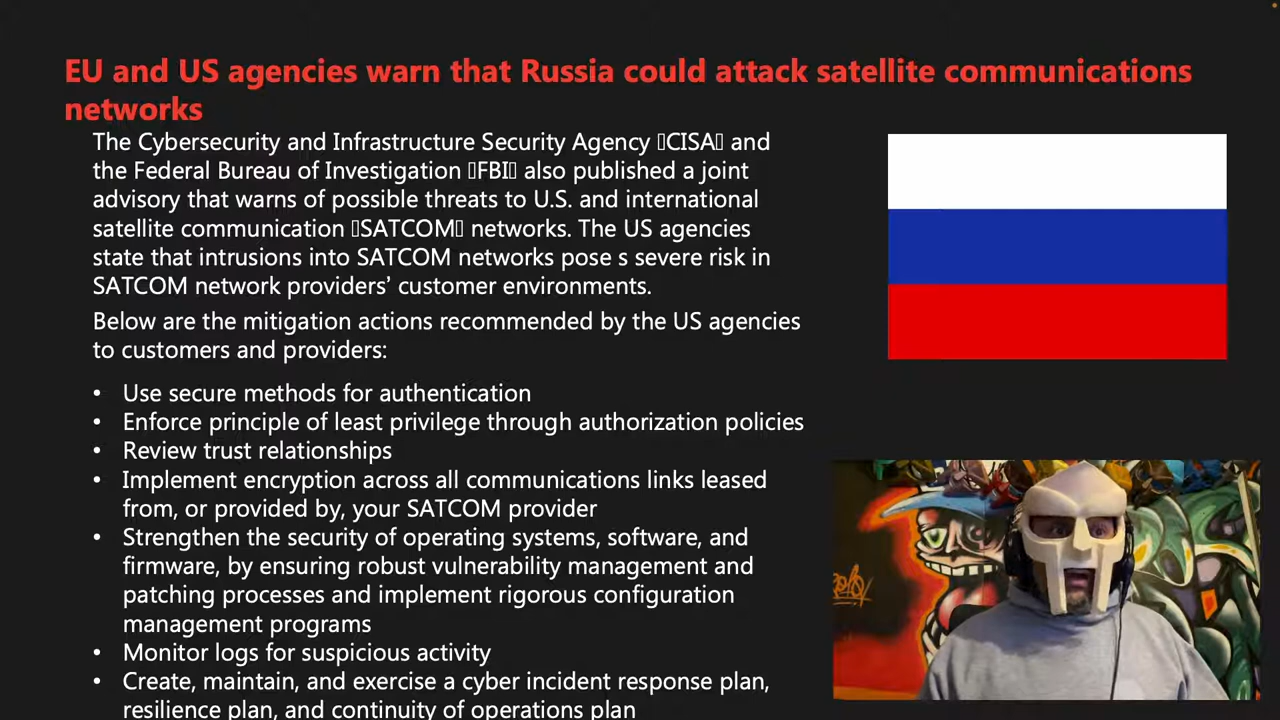 EU and US agencies warn that Russia could attack satellite communications
networks
The Cybersecurity and Infrastructure Security Agency ▯CISA▯ and
the Federal Bureau of Investigation ▯FBI▯ also published a joint
advisory that warns of possible threats to U.S. and international
satellite communication ▯SATCOM▯ networks. The US agencies
state that intrusions into SATCOM networks pose s severe risk in
SATCOM network providers’ customer environments.
Below are the mitigation actions recommended by the US agencies
to customers and providers:
• Use secure methods for authentication
• Enforce principle of least privilege through authorization policies
• Review trust relationships
• Implement encryption across all communications links leased
from, or provided by, your SATCOM provider
• Strengthen the security of operating systems, software, and
firmware, by ensuring robust vulnerability management and
patching processes and implement rigorous configuration
management programs
• Monitor logs for suspicious activity
• Create, maintain, and exercise a cyber incident response plan,
resilience plan, and continuity of operations plan